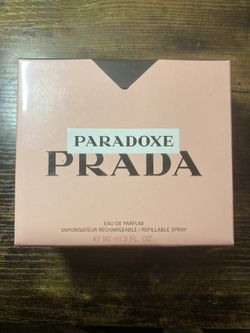 PARADOXE
PRADA
EAU DE PARFUM
VAPORISATEUR RECHARGEABLE / REFILLABLE SPRAY
℮ 90 ml 3 FL. OZ.